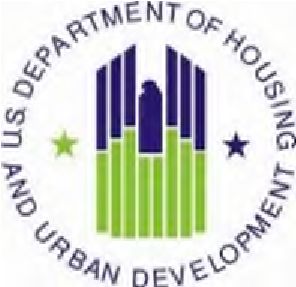 U.S. DEPARTMENT OF HOUSING
AND URBAN DEVELOPMENT